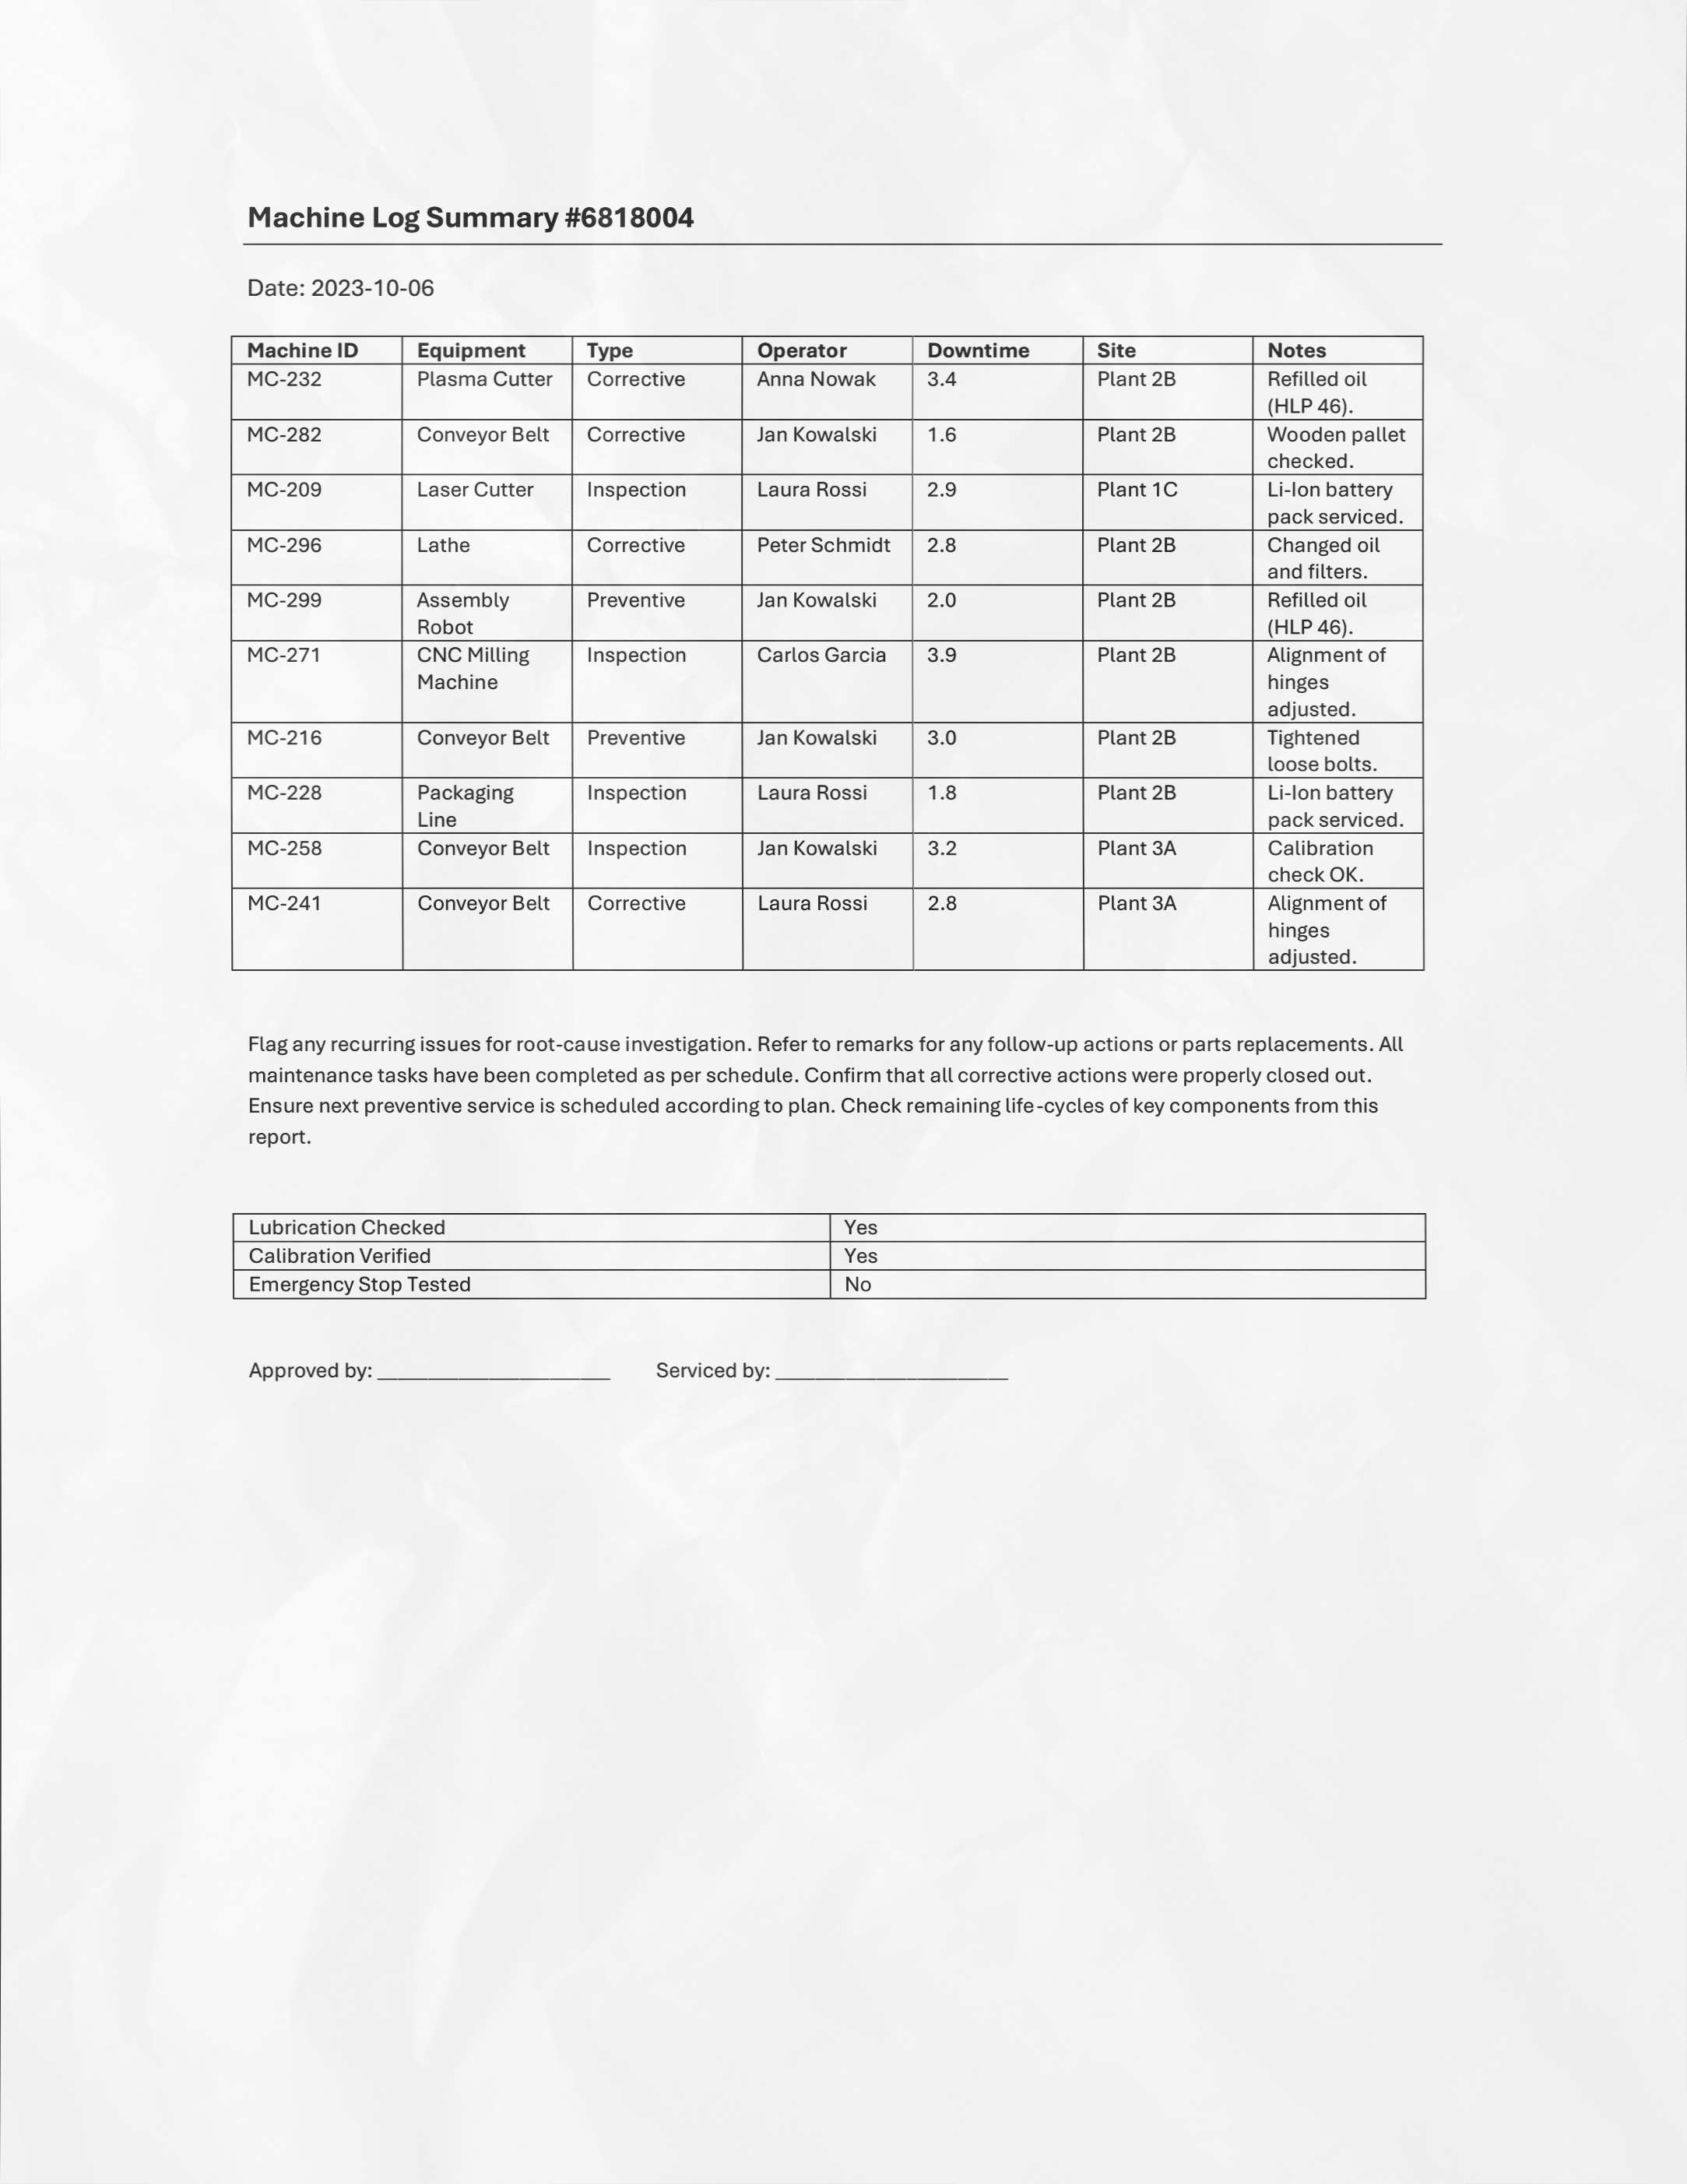 Machine Log Summary #6818004
Date: 2023-10-06
Machine ID Equipment Type Operator Downtime Site Notes
MC-232 Plasma Cutter Corrective Anna Nowak 3.4 Plant 2B Refilled oil
(HLP 46).
MC-282 Conveyor Belt Corrective Jan Kowalski 1.6 Plant 2B Wooden pallet
checked.
MC-209 Laser Cutter Inspection Laura Rossi 2.9 Plant 1C Li-Ion battery
pack serviced.
MC-296 Lathe Corrective Peter Schmidt 2.8 Plant 2B Changed oil
and filters.
MC-299 Assembly Preventive Jan Kowalski 2.0 Plant 2B Refilled oil
Robot (HLP 46).
MC-271 CNC Milling Inspection Carlos Garcia 3.9 Plant 2B Alignment of
Machine hinges
adjusted.
MC-216 Conveyor Belt Preventive Jan Kowalski 3.0 Plant 2B Tightened
loose bolts.
MC-228 Packaging Inspection Laura Rossi 1.8 Plant 2B Li-Ion battery
Line pack serviced.
MC-258 Conveyor Belt Inspection Jan Kowalski 3.2 Plant 3A Calibration
check OK.
MC-241 Conveyor Belt Corrective Laura Rossi 2.8 Plant 3A Alignment of
hinges
adjusted.
Flag any recurring issues for root-cause investigation. Refer to remarks for any follow-up actions or parts replacements. All
maintenance tasks have been completed as per schedule. Confirm that all corrective actions were properly closed out.
Ensure next preventive service is scheduled according to plan. Check remaining life-cycles of key components from this
report.
Lubrication Checked Yes
Calibration Verified Yes
Emergency Stop Tested No
Approved by: ______________________ Serviced by: ______________________